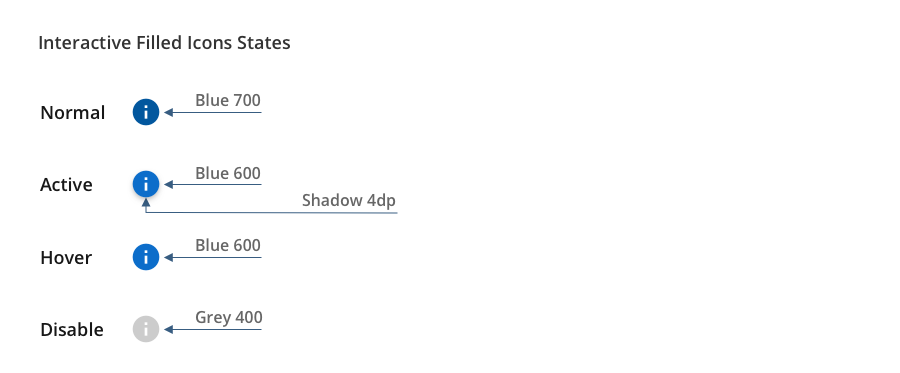 Interactive Filled Icons States
Normal
Blue 700
Active
Blue 600
Shadow 4dp
Hover
Blue 600
Disable
Grey 400